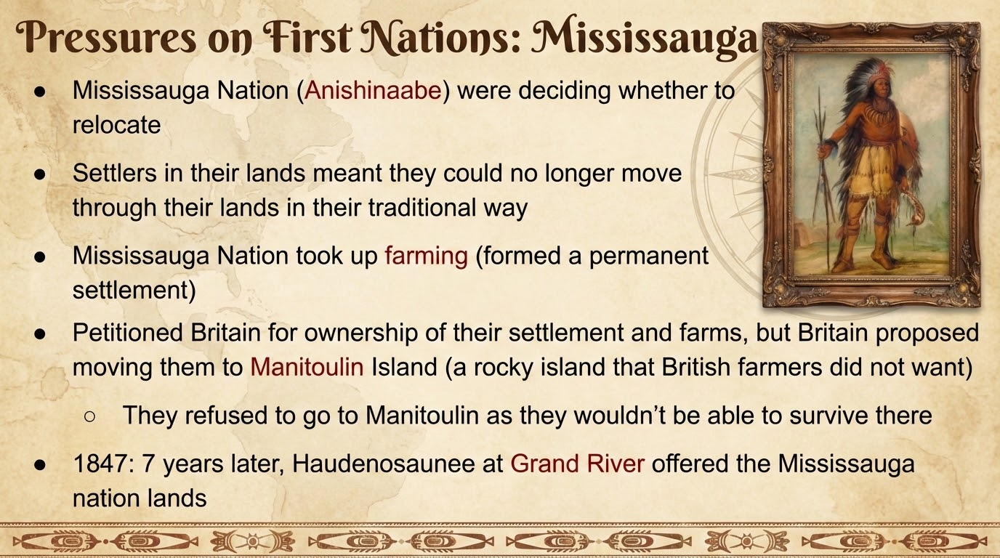 Pressures on First Nations: Mississauga
● Mississauga Nation (Anishinaabe) were deciding whether to
relocate
● Settlers in their lands meant they could no longer move
through their lands in their traditional way
● Mississauga Nation took up farming (formed a permanent
settlement)
● Petitioned Britain for ownership of their settlement and farms, but Britain proposed
moving them to Manitoulin Island (a rocky island that British farmers did not want)
○ They refused to go to Manitoulin as they wouldn’t be able to survive there
● 1847: 7 years later, Haudenosaunee at Grand River offered the Mississauga
nation lands